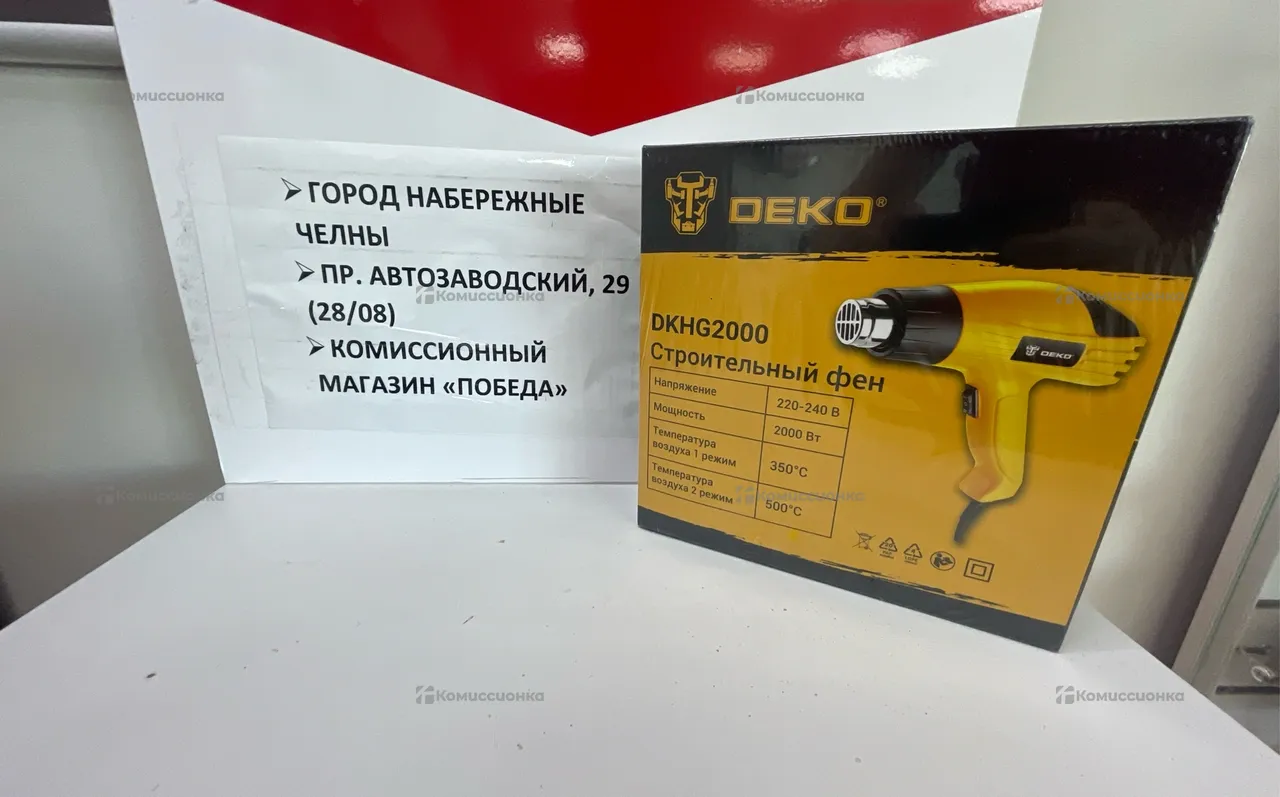 ➢ГОРОД НАБЕРЕЖНЫЕ
ЧЕЛНЫ
➢ПР. АВТОЗАВОДСКИЙ, 29
(28/08)
➢КОМИССИОННЫЙ
МАГАЗИН «ПОБЕДА»
DEKO®
DKHG2000
Строительный фен
Напряжение 220-240 В
Мощность 2000 Вт
Температура
воздуха 1 режим 350°C
Температура
воздуха 2 режим 500°C
DEKO
миссионка
Комиссионка
Комиссионка
Комиссионка
Комиссионка
Комиссионка
Комиссионка
Комиссионка